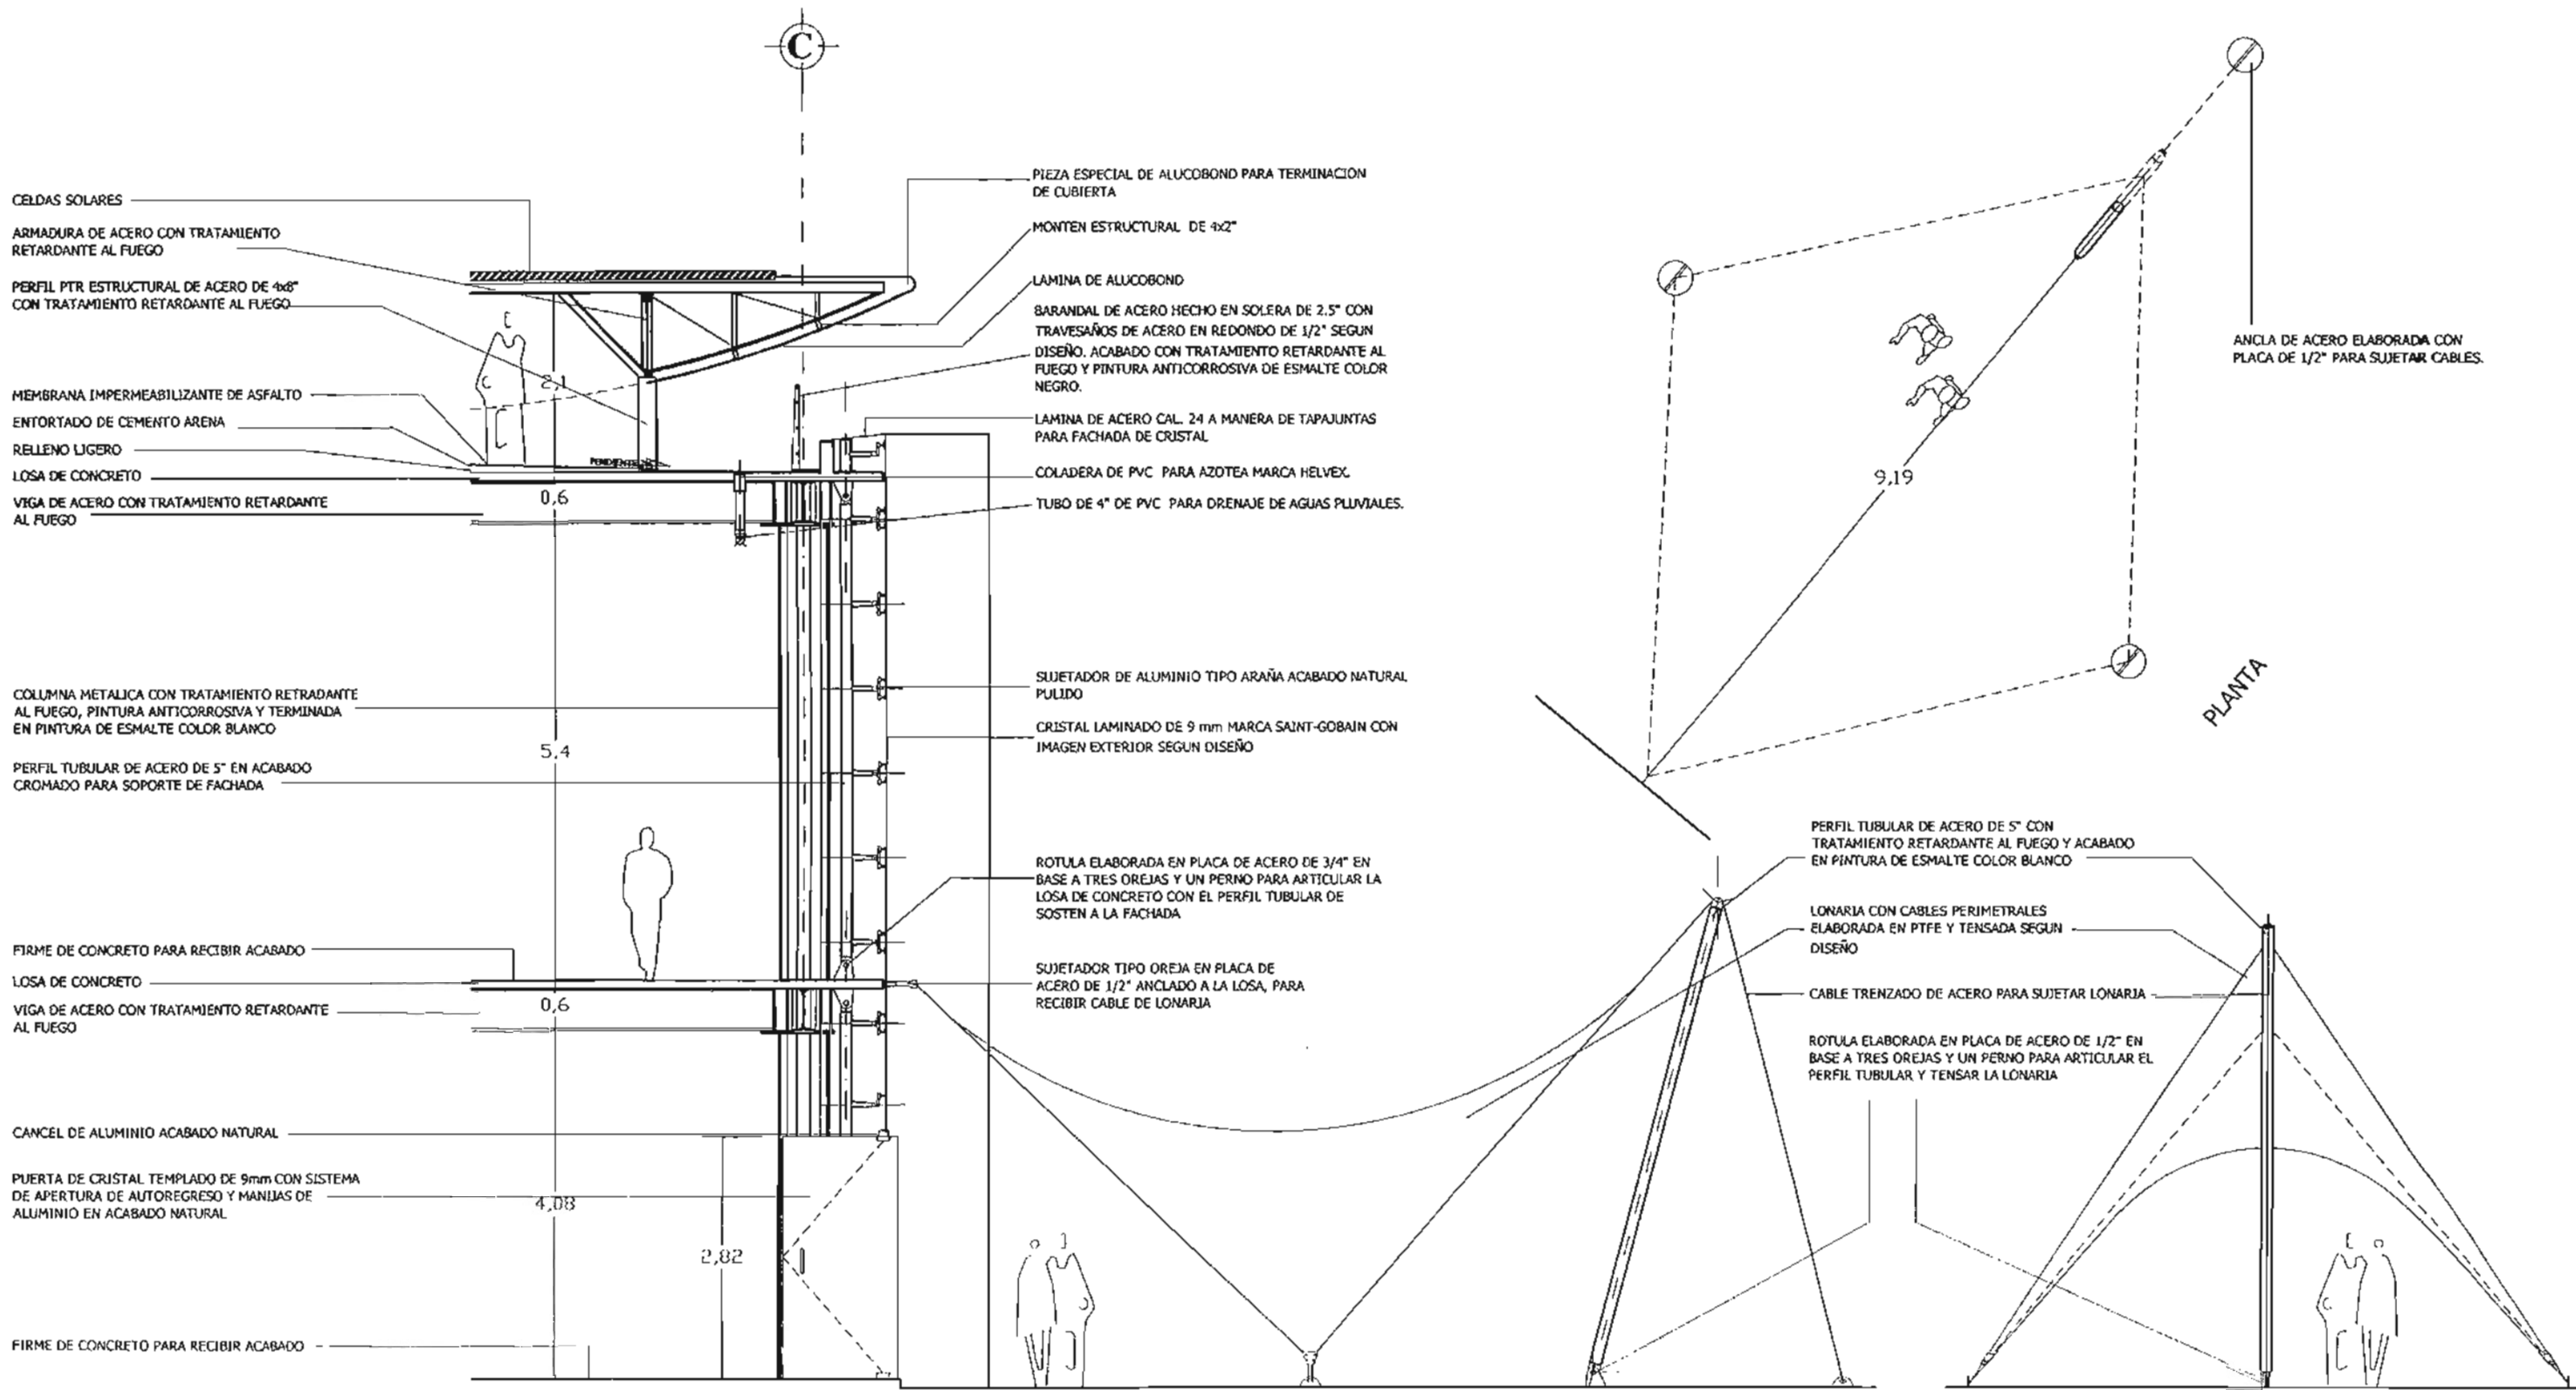 C
CELDAS SOLARES
ARMADURA DE ACERO CON TRATAMIENTO
RETARDANTE AL FUEGO
PERFIL PTR ESTRUCTURAL DE ACERO DE 4x8"
CON TRATAMIENTO RETARDANTE AL FUEGO
MEMBRANA IMPERMEABILIZANTE DE ASFALTO
ENTORTADO DE CEMENTO ARENA
RELLENO LIGERO
LOSA DE CONCRETO
VIGA DE ACERO CON TRATAMIENTO RETARDANTE
AL FUEGO
COLUMNA METALICA CON TRATAMIENTO RETRADANTE
AL FUEGO, PINTURA ANTICORROSIVA Y TERMINADA
EN PINTURA DE ESMALTE COLOR BLANCO
PERFIL TUBULAR DE ACERO DE 5" EN ACABADO
CROMADO PARA SOPORTE DE FACHADA
FIRME DE CONCRETO PARA RECIBIR ACABADO
LOSA DE CONCRETO
VIGA DE ACERO CON TRATAMIENTO RETARDANTE
AL FUEGO
CANCEL DE ALUMINIO ACABADO NATURAL
PUERTA DE CRISTAL TEMPLADO DE 9mm CON SISTEMA
DE APERTURA DE AUTOREGRESO Y MANIJAS DE
ALUMINIO EN ACABADO NATURAL
FIRME DE CONCRETO PARA RECIBIR ACABADO
2,1
PENDIENTE
0,6
5,4
0,6
4,08
2,82
PIEZA ESPECIAL DE ALUCOBOND PARA TERMINACION
DE CUBIERTA
MONTEN ESTRUCTURAL DE 4x2"
LAMINA DE ALUCOBOND
BARANDAL DE ACERO HECHO EN SOLERA DE 2.5" CON
TRAVESAÑOS DE ACERO EN REDONDO DE 1/2" SEGUN
DISEÑO. ACABADO CON TRATAMIENTO RETARDANTE AL
FUEGO Y PINTURA ANTICORROSIVA DE ESMALTE COLOR
NEGRO.
LAMINA DE ACERO CAL. 24 A MANERA DE TAPAJUNTAS
PARA FACHADA DE CRISTAL
COLADERA DE PVC PARA AZOTEA MARCA HELVEX.
TUBO DE 4" DE PVC PARA DRENAJE DE AGUAS PLUVIALES.
SUJETADOR DE ALUMINIO TIPO ARAÑA ACABADO NATURAL
PULIDO
CRISTAL LAMINADO DE 9 mm MARCA SAINT-GOBAIN CON
IMAGEN EXTERIOR SEGUN DISEÑO
ROTULA ELABORADA EN PLACA DE ACERO DE 3/4" EN
BASE A TRES OREJAS Y UN PERNO PARA ARTICULAR LA
LOSA DE CONCRETO CON EL PERFIL TUBULAR DE
SOSTEN A LA FACHADA
SUJETADOR TIPO OREJA EN PLACA DE
ACERO DE 1/2" ANCLADO A LA LOSA, PARA
RECIBIR CABLE DE LONARIA
9,19
ANCLA DE ACERO ELABORADA CON
PLACA DE 1/2" PARA SUJETAR CABLES.
PLANTA
PERFIL TUBULAR DE ACERO DE 5" CON
TRATAMIENTO RETARDANTE AL FUEGO Y ACABADO
EN PINTURA DE ESMALTE COLOR BLANCO
LONARIA CON CABLES PERIMETRALES
ELABORADA EN PTFE Y TENSADA SEGUN
DISEÑO
CABLE TRENZADO DE ACERO PARA SUJETAR LONARIA
ROTULA ELABORADA EN PLACA DE ACERO DE 1/2" EN
BASE A TRES OREJAS Y UN PERNO PARA ARTICULAR EL
PERFIL TUBULAR Y TENSAR LA LONARIA